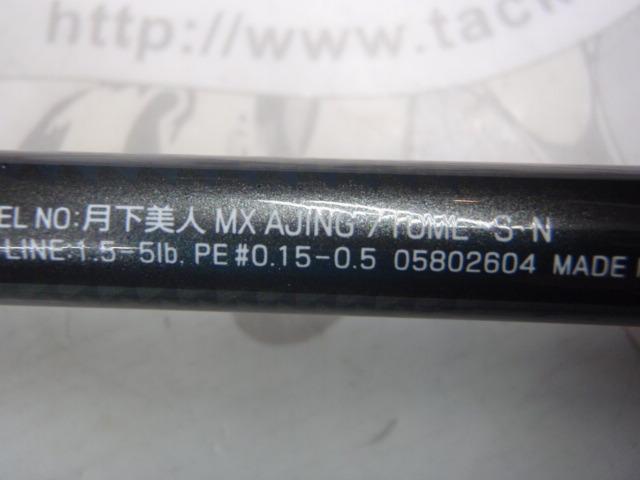 http://www.tack
EL NO:月下美人 MX AJING 710ML-S・N
LINE:1.5-5lb, PE#0.15-0.5 05802604 MADE